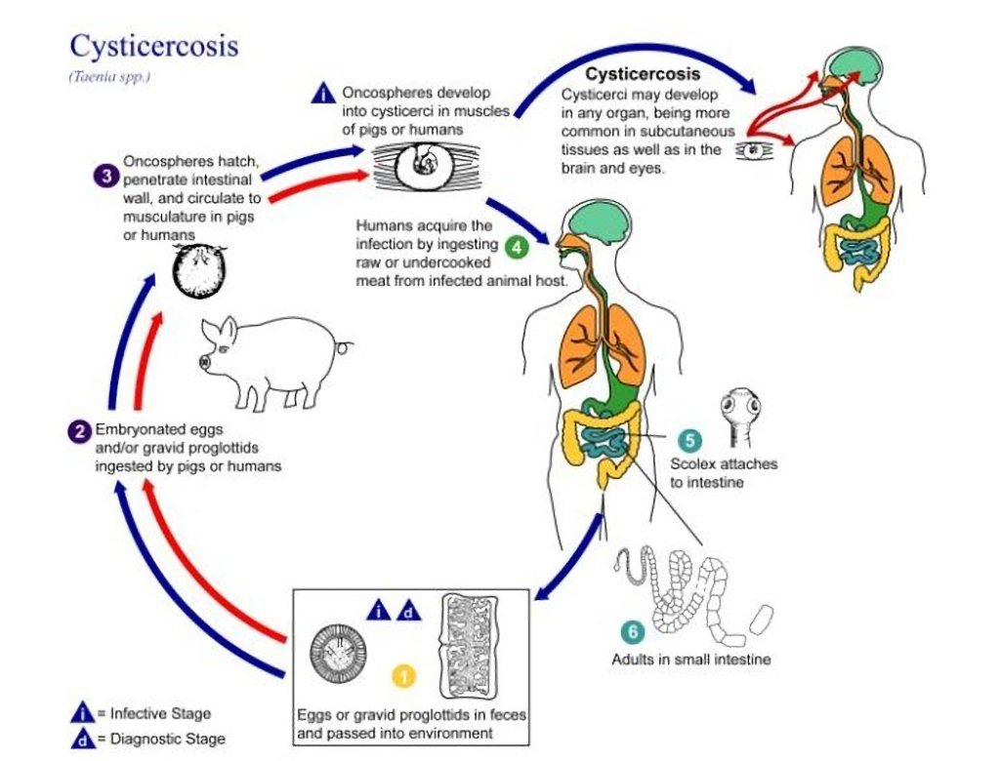 Cysticercosis
(Taenia spp.)
i
Oncospheres develop
into cysticerci in muscles
of pigs or humans
Cysticercosis
Cysticerci may develop
in any organ, being more
common in subcutaneous
tissues as well as in the
brain and eyes.
3
Oncospheres hatch,
penetrate intestinal
wall, and circulate to
musculature in pigs
or humans
Humans acquire the
infection by ingesting
raw or undercooked
meat from infected animal host.
4
2
Embryonated eggs
and/or gravid proglottids
ingested by pigs or humans
5
Scolex attaches
to intestine
6
Adults in small intestine
i d
1
Eggs or gravid proglottids in feces
and passed into environment
i = Infective Stage
d = Diagnostic Stage